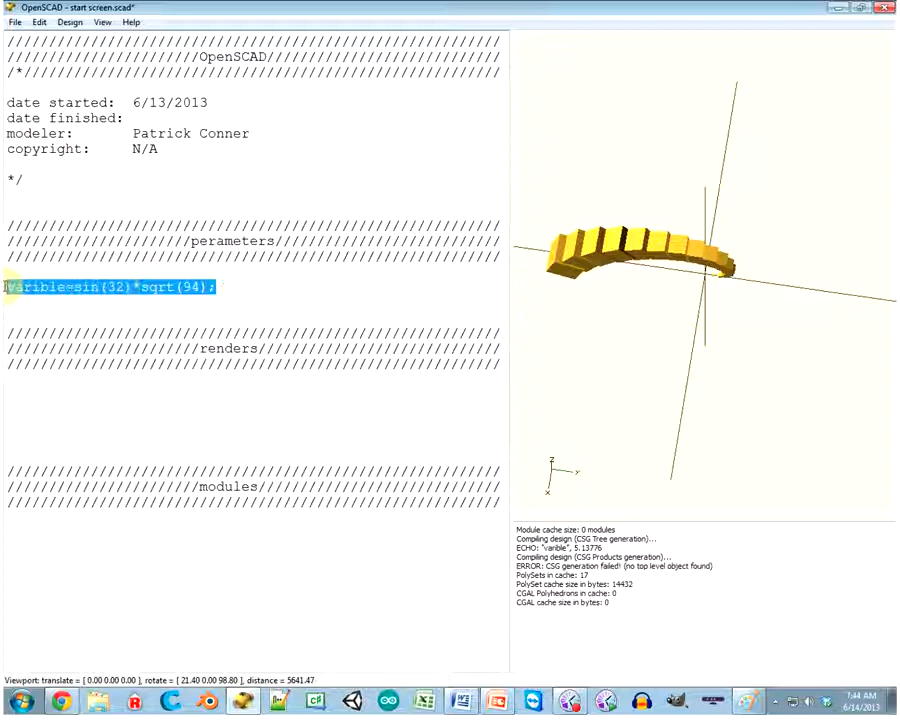 OpenSCAD - start screen.scad*
File Edit Design View Help
////////////////////////////////////////////////////////////
///////////////////////OpenSCAD/////////////////////////////
/*//////////////////////////////////////////////////////////
date started: 6/13/2013
date finished:
modeler: Patrick Conner
copyright: N/A
*/
////////////////////////////////////////////////////////////
//////////////////////perameters////////////////////////////
////////////////////////////////////////////////////////////
varible=sin(32)*sqrt(94);
////////////////////////////////////////////////////////////
///////////////////////renders//////////////////////////////
////////////////////////////////////////////////////////////
////////////////////////////////////////////////////////////
///////////////////////modules//////////////////////////////
////////////////////////////////////////////////////////////
z
y
x
Module cache size: 0 modules
Compiling design (CSG Tree generation)...
ECHO: "varible", 5.13776
Compiling design (CSG Products generation)...
ERROR: CSG generation failed! (no top level object found)
PolySets in cache: 17
PolySet cache size in bytes: 14432
CGAL Polyhedrons in cache: 0
CGAL cache size in bytes: 0
Viewport: translate = [ 0.00 0.00 0.00 ], rotate = [ 21.40 0.00 98.80 ], distance = 5641.47
7:44 AM
6/14/2013